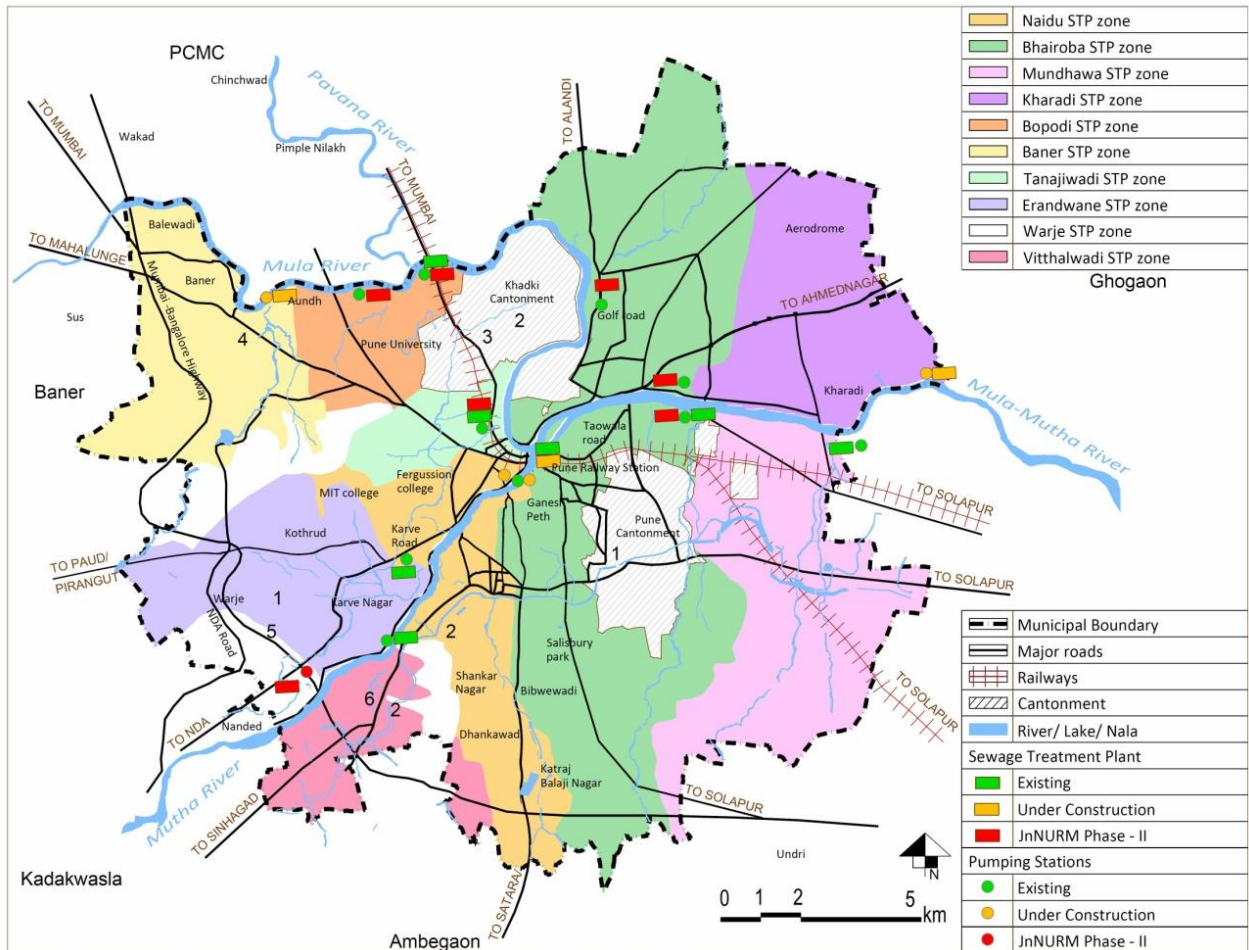 PCMC
Chinchwad
Pavana River
Pimple Nilakh
Wakad
TO MUMBAI
TO MUMBAI
TO ALANDI
Balewadi
TO MAHALUNGE
Mumbai -Bangalore Highway
Baner
Mula River
Aundh
Sus
4
Pune University
Khadki
Cantonment
3
2
Golf road
Aerodrome
TO AHMEDNAGAR
Baner
Kharadi
Mula-Mutha River
Taowala
road
Pune Railway Station
Fergussion
college
MIT college
Ganesh
Peth
TO SOLAPUR
Kothrud
Karve
Road
Pune
Cantonment
1
TO PAUD/
PIRANGUT
TO SOLAPUR
Warje
1
Karve Nagar
NDA Road
5
2
Salisbury
park
Shankar
Nagar
Bibwewadi
TO SOLAPUR
6
2
Nanded
TO NDA
Dhankawad
Katraj
Balaji Nagar
TO SOLAPUR
Mutha River
TO SINHAGAD
TO SATARA/
Undri
Kadakwasla
Ambegaon
N
0 1 2 5
km
Naidu STP zone
Bhairoba STP zone
Mundhawa STP zone
Kharadi STP zone
Bopodi STP zone
Baner STP zone
Tanajiwadi STP zone
Erandwane STP zone
Warje STP zone
Vitthalwadi STP zone
Ghogaon
Municipal Boundary
Major roads
Railways
Cantonment
River/ Lake/ Nala
Sewage Treatment Plant
Existing
Under Construction
JnNURM Phase - II
Pumping Stations
Existing
Under Construction
JnNURM Phase - II